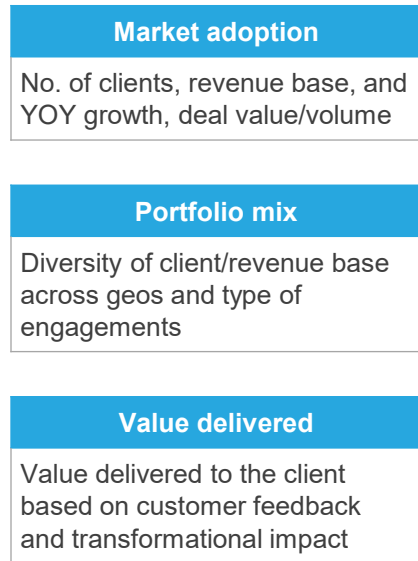 Market adoption
No. of clients, revenue base, and
YOY growth, deal value/volume
Portfolio mix
Diversity of client/revenue base
across geos and type of
engagements
Value delivered
Value delivered to the client
based on customer feedback
and transformational impact